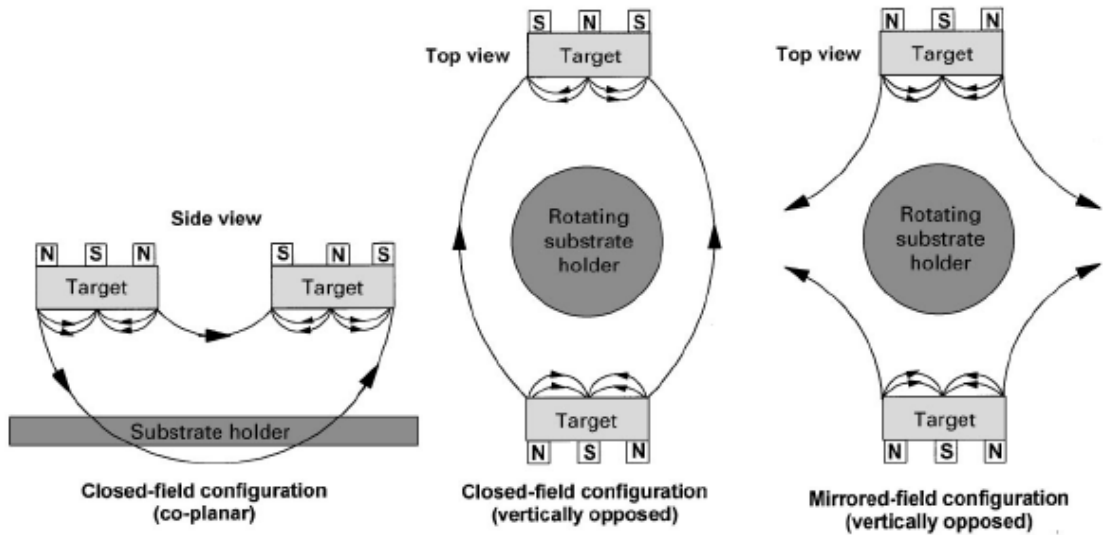 Side view
N S N
S N S
Target
Target
Substrate holder
Closed-field configuration
(co-planar)
S N S
Top view
Target
Rotating
substrate
holder
Target
N S N
Closed-field configuration
(vertically opposed)
N S N
Top view
Target
Rotating
substrate
holder
Target
N S N
Mirrored-field configuration
(vertically opposed)